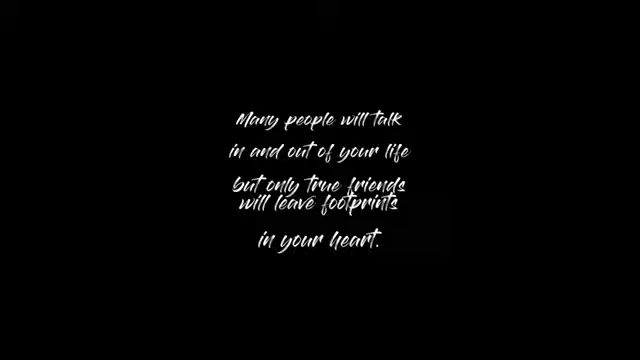 Many people will talk
in and out of your life
but only true friends
will leave footprints
in your heart.